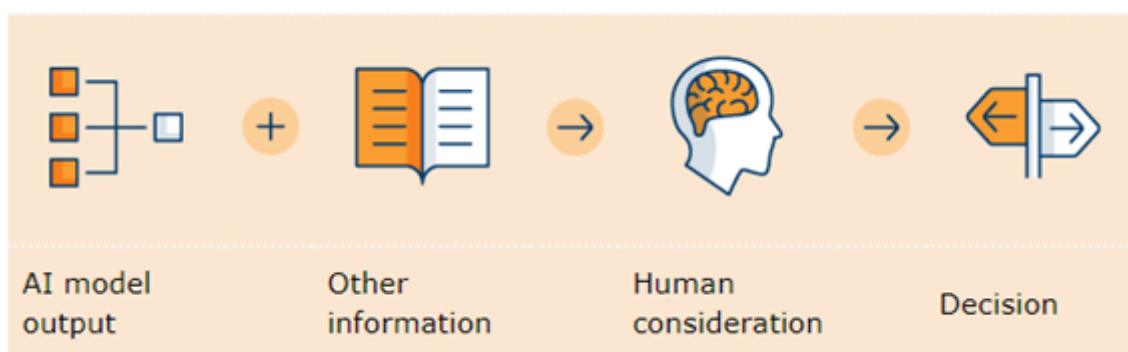 AI model
output
Other
information
Human
consideration
Decision